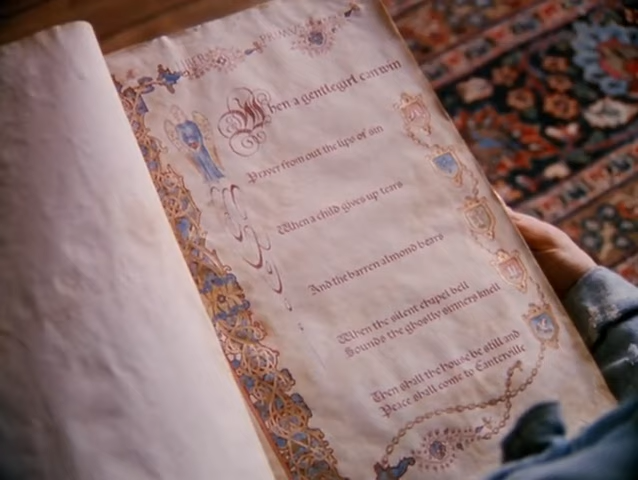 LIBER PRIMV
When a gentle girl can win
Prayer from out the lips of sin
When a child gives up tears
And the barren almond bears
When the silent chapel bell
Sounds the ghostly sinners knell
Then shall the house be still and
Peace shall come to Canterville